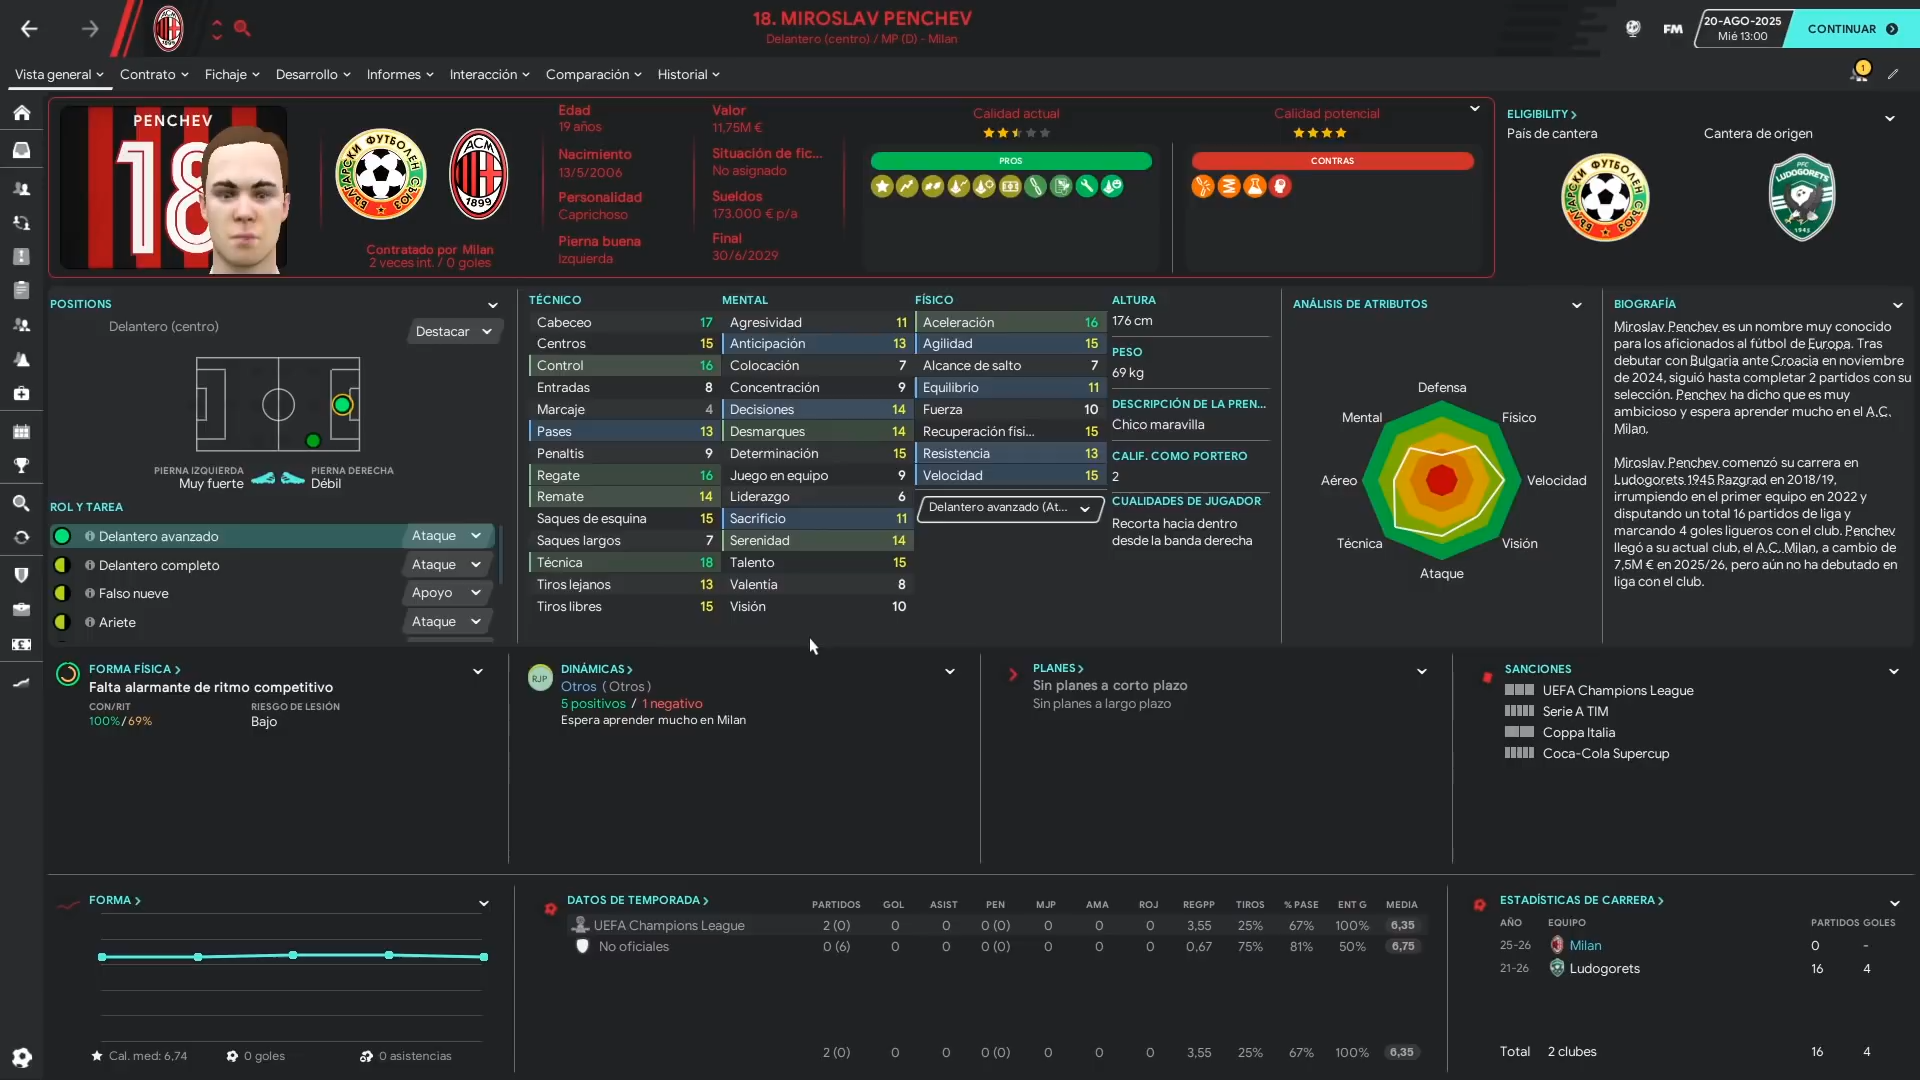 18. MIROSLAV PENCHEV
Delantero (centro) / MP (D) - Milan
FM
20-AGO-2025
Mié 13:00
CONTINUAR
Vista general
Contrato
Fichaje
Desarrollo
Informes
Interacción
Comparación
Historial
1
PENCHEV
18
БЪЛГАРСКИ ФУТБОЛЕН СЪЮЗ
ACM
1899
Contratado por Milan
2 veces int. / 0 goles
Edad
19 años
Nacimiento
13/5/2006
Personalidad
Caprichoso
Pierna buena
Izquierda
Valor
11,75M €
Situación de fic...
No asignado
Sueldos
173.000 € p/a
Final
30/6/2029
Calidad actual
PROS
Calidad potencial
CONTRAS
ELIGIBILITY
País de cantera
Cantera de origen
БЪЛГАРСКИ ФУТБОЛЕН СЪЮЗ
PFC
LUDOGORETS
1945
POSITIONS
Delantero (centro)
Destacar
PIERNA IZQUIERDA
Muy fuerte
PIERNA DERECHA
Débil
ROL Y TAREA
Delantero avanzado Ataque
Delantero completo Ataque
Falso nueve Apoyo
Ariete Ataque
TÉCNICO
Cabeceo 17
Centros 15
Control 16
Entradas 8
Marcaje 4
Pases 13
Penaltis 9
Regate 16
Remate 14
Saques de esquina 15
Saques largos 7
Técnica 18
Tiros lejanos 13
Tiros libres 15
MENTAL
Agresividad 11
Anticipación 13
Colocación 7
Concentración 9
Decisiones 14
Desmarques 14
Determinación 15
Juego en equipo 9
Liderazgo 6
Sacrificio 11
Serenidad 14
Talento 15
Valentía 8
Visión 10
FÍSICO
Aceleración 16
Agilidad 15
Alcance de salto 7
Equilibrio 11
Fuerza 10
Recuperación físi... 15
Resistencia 13
Velocidad 15
Delantero avanzado (At...
ALTURA
176 cm
PESO
69 kg
DESCRIPCIÓN DE LA PREN...
Chico maravilla
CALIF. COMO PORTERO
2
CUALIDADES DE JUGADOR
Recorta hacia dentro
desde la banda derecha
ANÁLISIS DE ATRIBUTOS
Defensa
Mental
Físico
Aéreo
Velocidad
Técnica
Visión
Ataque
BIOGRAFÍA
Miroslav Penchev es un nombre muy conocido
para los aficionados al fútbol de Europa. Tras
debutar con Bulgaria ante Croacia en noviembre
de 2024, siguió hasta completar 2 partidos con su
selección. Penchev ha dicho que es muy
ambicioso y espera aprender mucho en el A.C.
Milan.
Miroslav Penchev comenzó su carrera en
Ludogorets 1945 Razgrad en 2018/19,
irrumpiendo en el primer equipo en 2022 y
disputando un total 16 partidos de liga y
marcando 4 goles ligueros con el club. Penchev
llegó a su actual club, el A.C. Milan, a cambio de
7,5M € en 2025/26, pero aún no ha debutado en
liga con el club.
FORMA FÍSICA
Falta alarmante de ritmo competitivo
CON/RIT
100%/69%
RIESGO DE LESIÓN
Bajo
RJP
DINÁMICAS
Otros (Otros)
5 positivos / 1 negativo
Espera aprender mucho en Milan
PLANES
Sin planes a corto plazo
Sin planes a largo plazo
SANCIONES
UEFA Champions League
Serie A TIM
Coppa Italia
Coca-Cola Supercup
FORMA
Cal. med: 6,74
0 goles
0 asistencias
DATOS DE TEMPORADA PARTIDOS GOL ASIST PEN MJP AMA ROJ REGPP TIROS % PASE ENT G MEDIA
UEFA Champions League 2 (0) 0 0 0 (0) 0 0 0 3,55 25% 67% 100% 6,35
No oficiales 0 (6) 0 0 0 (0) 0 0 0 0,67 75% 81% 50% 6,75
2 (0) 0 0 0 (0) 0 0 0 3,55 25% 67% 100% 6,35
ESTADÍSTICAS DE CARRERA
AÑO EQUIPO PARTIDOS GOLES
25-26 Milan 0 -
21-26 Ludogorets 16 4
Total 2 clubes 16 4